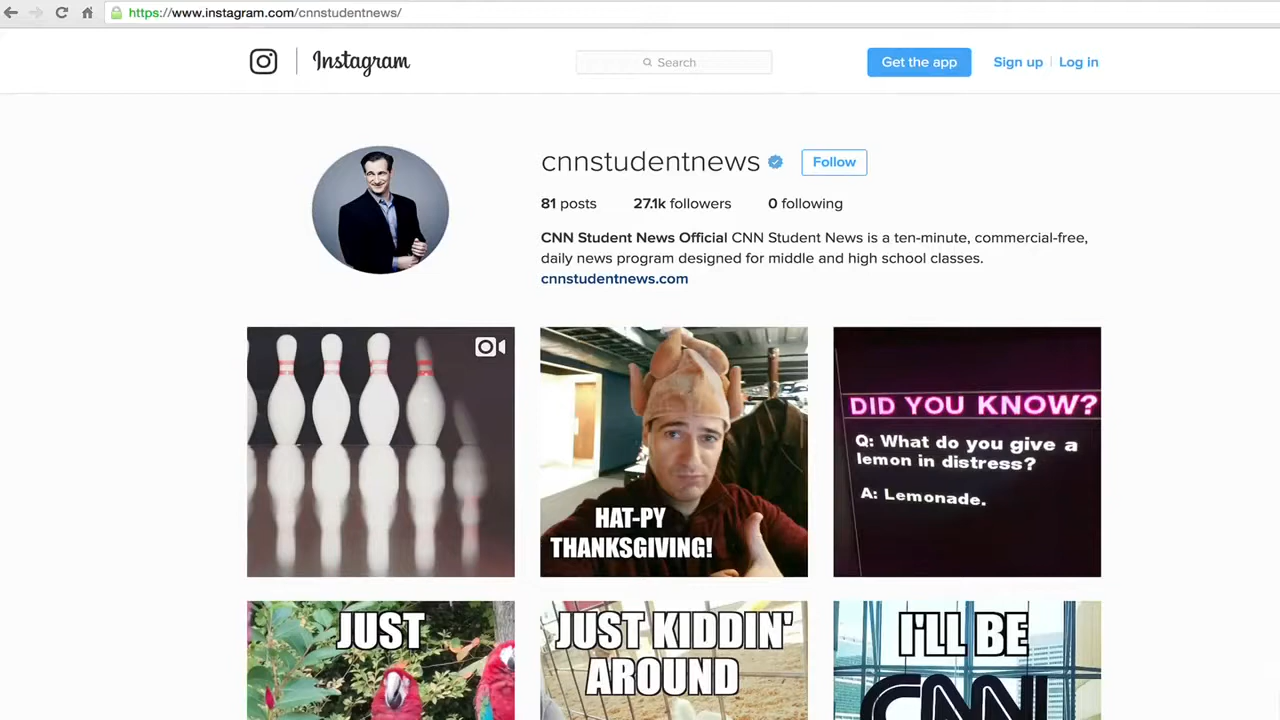 https://www.instagram.com/cnnstudentnews/
Instagram
Search
Get the app
Sign up
Log in
cnnstudentnews
Follow
81 posts
27.1k followers
0 following
CNN Student News Official CNN Student News is a ten-minute, commercial-free,
daily news program designed for middle and high school classes.
cnnstudentnews.com
HAT-PY
THANKSGIVING!
DID YOU KNOW?
Q: What do you give a
lemon in distress?
A: Lemonade.
JUST
JUST KIDDIN'
AROUND
I'LL BE
CNN